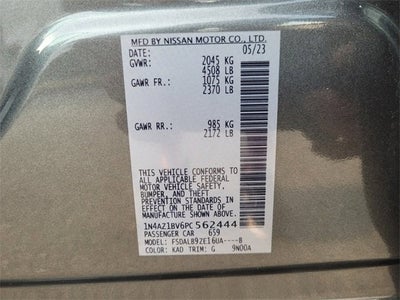 MFD BY NISSAN MOTOR CO., LTD.
DATE: 05/23
GVWR: 2045 KG
4508 LB
GAWR FR.: 1075 KG
2370 LB
GAWR RR.: 985 KG
2172 LB
THIS VEHICLE CONFORMS TO
ALL APPLICABLE FEDERAL
MOTOR VEHICLE SAFETY,
BUMPER, AND THEFT
PREVENTION STANDARDS IN
EFFECT ON THE DATE OF
MANUFACTURE SHOWN ABOVE.
1N4AZ1BV6PC562444
PASSENGER CAR 659
MODEL: FSDALB9ZE16UA----B
COLOR: KAD TRIM: G 9N00A